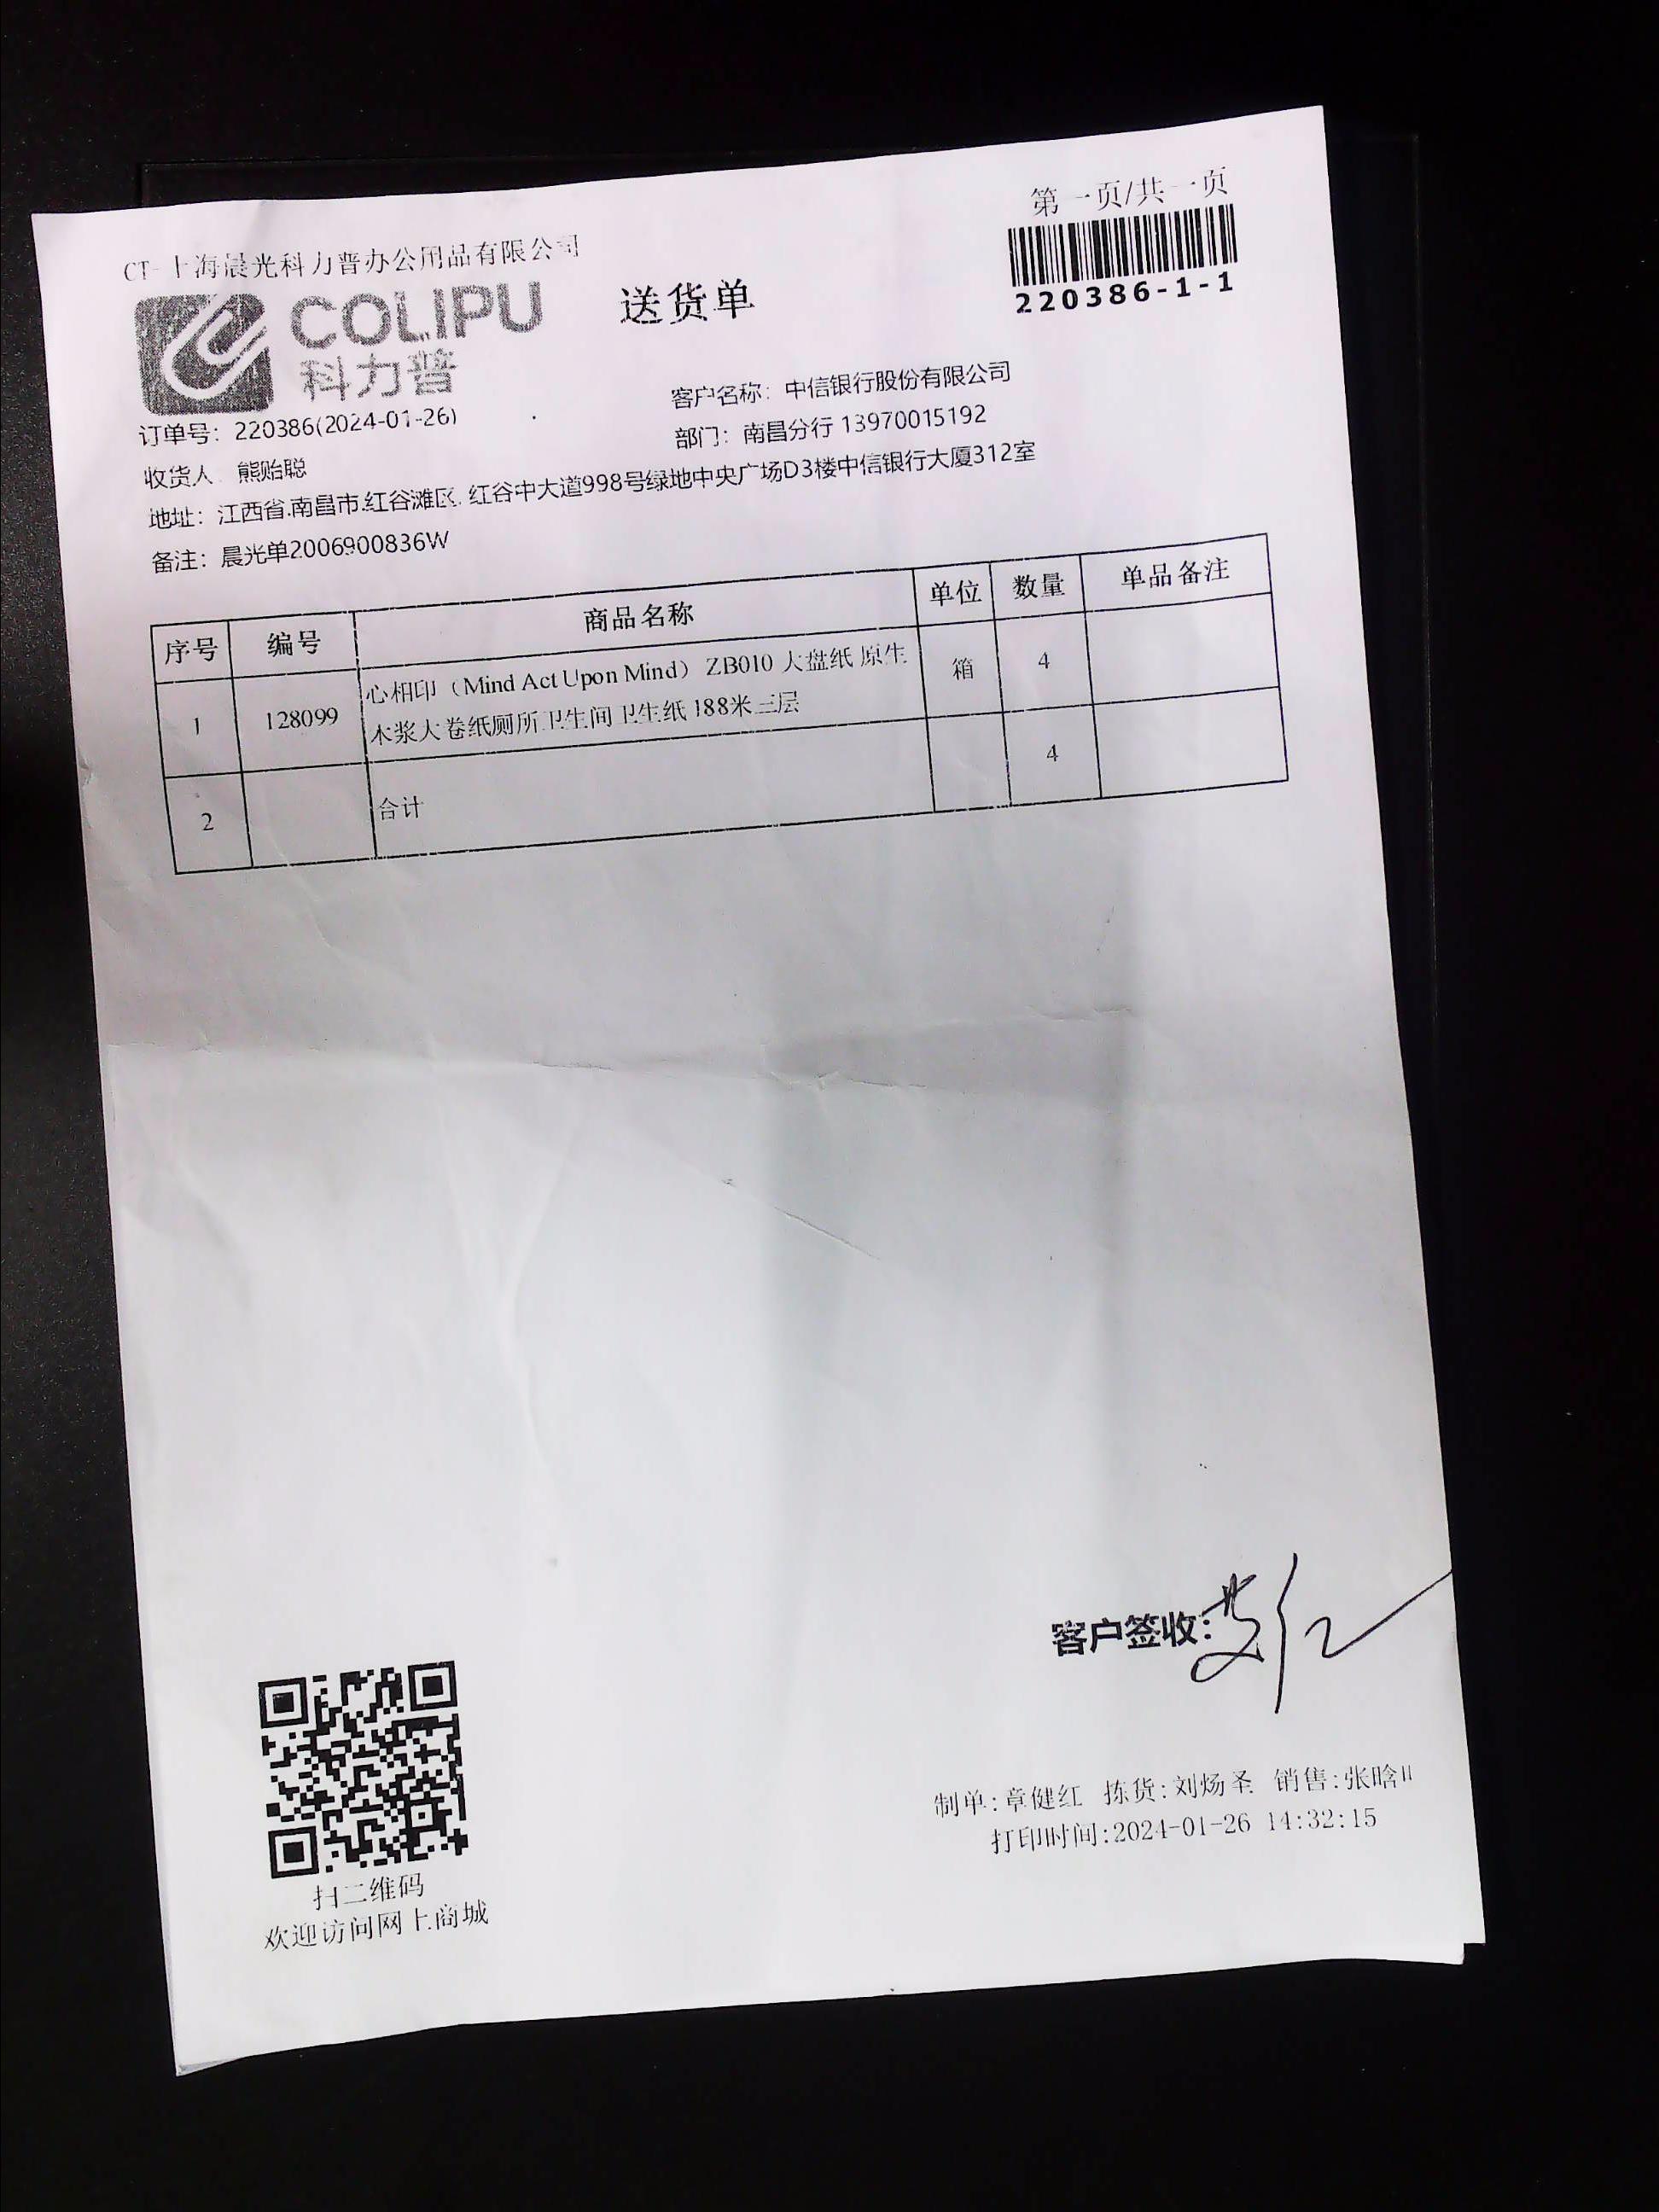 第一页/共一页
CT-上海晨光科力普办公用品有限公司
COLIPU
科力普
送货单
220386-1-1
订单号：220386(2024-01-26)
客户名称：中信银行股份有限公司
收货人：熊贻聪
部门：南昌分行 13970015192
地址：江西省.南昌市.红谷滩区. 红谷中大道998号绿地中央广场D3楼中信银行大厦312室
备注：晨光单2006900836W
序号 编号 商品名称 单位 数量 单品备注
1 128099 心相印（Mind Act Upon Mind）ZB010 大盘纸 原生 箱 4
木浆大卷纸厕所卫生间卫生纸 188米三层
2 合计 4
客户签收:
制单:章健红 拣货:刘炀圣 销售:张晗
打印时间:2024-01-26 14:32:15
扫二维码
欢迎访问网上商城